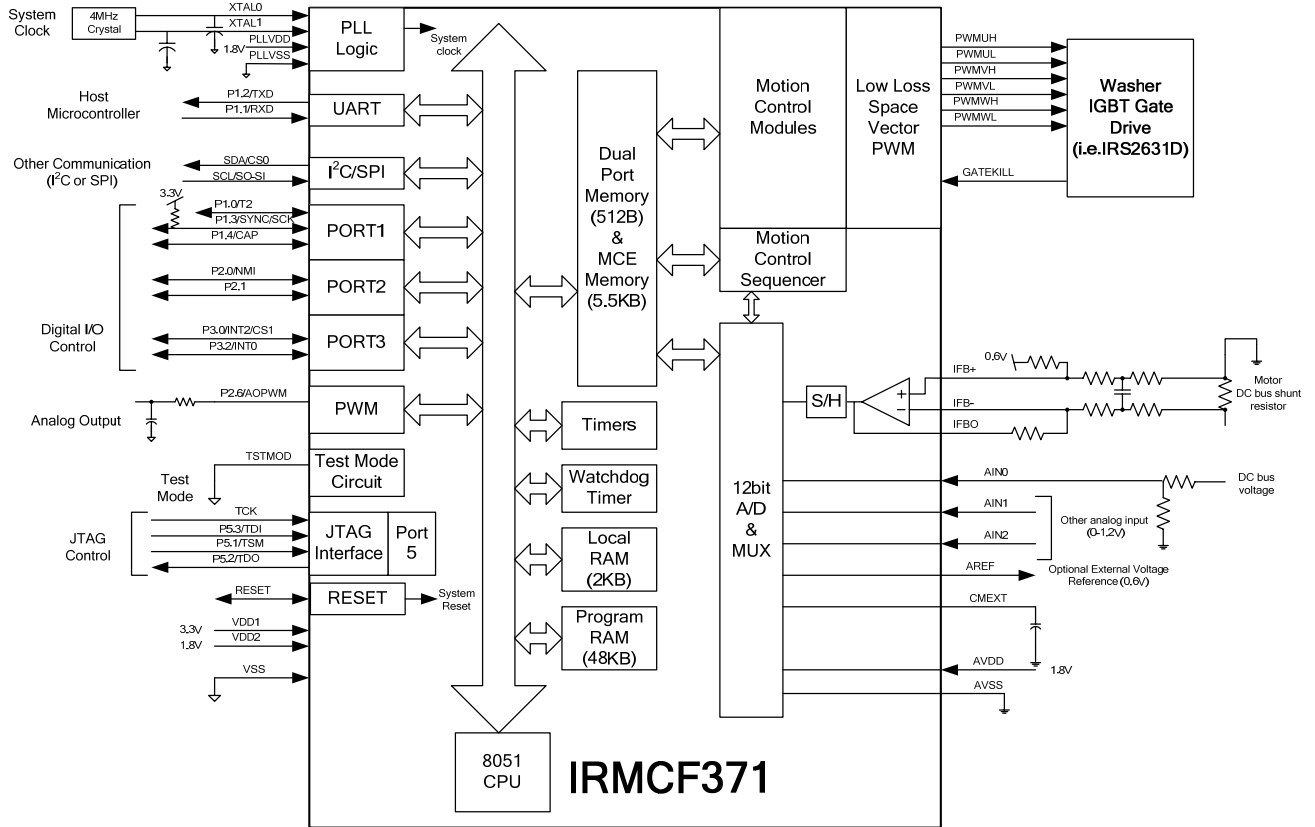 System
Clock
4MHz
Crystal
XTAL0
XTAL1
PLLVDD
1.8V
PLLVSS
PLL
Logic
System
clock
Host
Microcontroller
P1.2/TXD
P1.1/RXD
UART
Other Communication
(I²C or SPI)
SDA/CS0
SCL/SO-SI
I²C/SPI
3.3V
P1.0/T2
P1.3/SYNC/SCK
P1.4/CAP
PORT1
P2.0/NMI
P2.1
PORT2
Digital I/O
Control
P3.0/INT2/CS1
P3.2/INT0
PORT3
Analog Output
P2.6/AOPWM
PWM
Test
Mode
TSTMOD
Test Mode
Circuit
JTAG
Control
TCK
P5.3/TDI
P5.1/TSM
P5.2/TDO
JTAG
Interface
Port
5
RESET
RESET
System
Reset
3.3V
VDD1
1.8V
VDD2
VSS
8051
CPU
IRMCF371
Dual
Port
Memory
(512B)
&
MCE
Memory
(5.5KB)
Timers
Watchdog
Timer
Local
RAM
(2KB)
Program
RAM
(48KB)
Motion
Control
Modules
Low Loss
Space
Vector
PWM
Motion
Control
Sequencer
12bit
A/D
&
MUX
S/H
+
−
PWMUH
PWMUL
PWMVH
PWMVL
PWMWH
PWMWL
GATEKILL
Washer
IGBT Gate
Drive
(i.e.IRS2631D)
0.6V
IFB+
IFB-
IFBO
Motor
DC bus shunt
resistor
AIN0
DC bus
voltage
AIN1
AIN2
Other analog input
(0-1.2V)
AREF
Optional External Voltage
Reference (0.6V)
CMEXT
AVDD
1.8V
AVSS